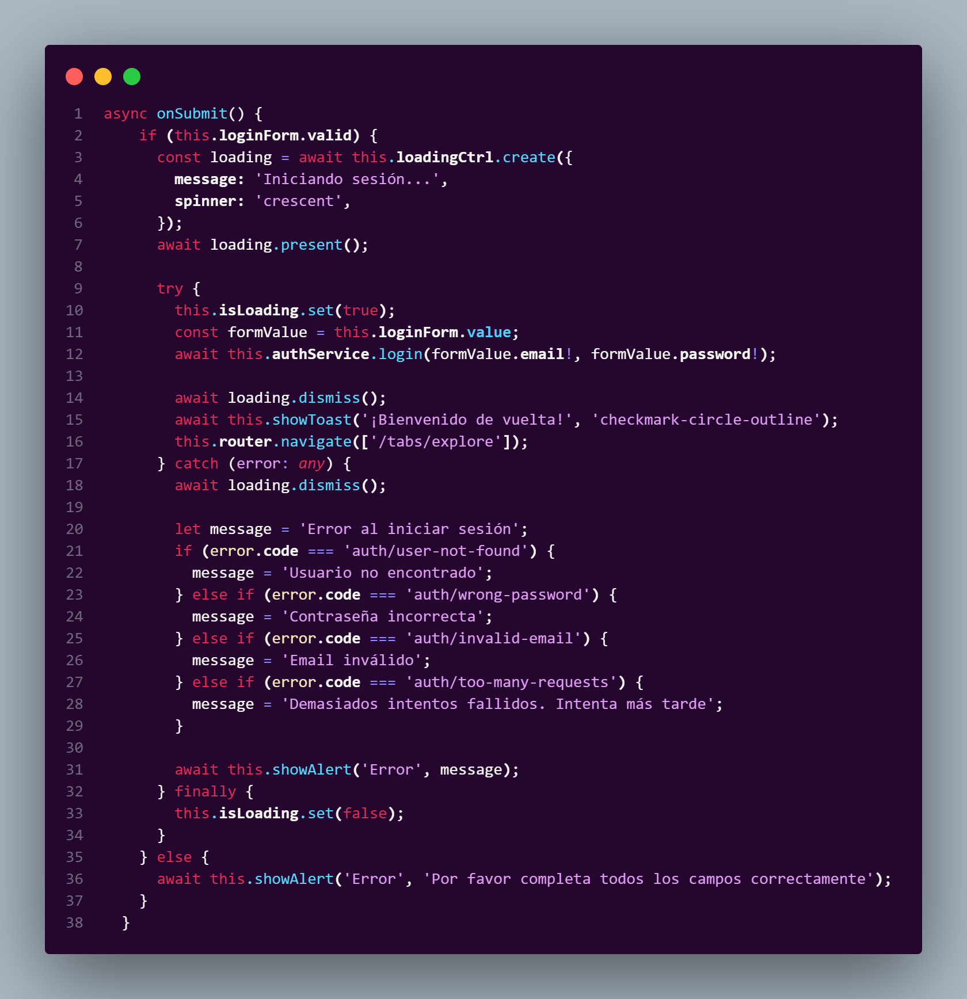 1 async onSubmit() {
2 if (this.loginForm.valid) {
3 const loading = await this.loadingCtrl.create({
4 message: 'Iniciando sesión...',
5 spinner: 'crescent',
6 });
7 await loading.present();
8
9 try {
10 this.isLoading.set(true);
11 const formValue = this.loginForm.value;
12 await this.authService.login(formValue.email!, formValue.password!);
13
14 await loading.dismiss();
15 await this.showToast('¡Bienvenido de vuelta!', 'checkmark-circle-outline');
16 this.router.navigate(['/tabs/explore']);
17 } catch (error: any) {
18 await loading.dismiss();
19
20 let message = 'Error al iniciar sesión';
21 if (error.code === 'auth/user-not-found') {
22 message = 'Usuario no encontrado';
23 } else if (error.code === 'auth/wrong-password') {
24 message = 'Contraseña incorrecta';
25 } else if (error.code === 'auth/invalid-email') {
26 message = 'Email inválido';
27 } else if (error.code === 'auth/too-many-requests') {
28 message = 'Demasiados intentos fallidos. Intenta más tarde';
29 }
30
31 await this.showAlert('Error', message);
32 } finally {
33 this.isLoading.set(false);
34 }
35 } else {
36 await this.showAlert('Error', 'Por favor completa todos los campos correctamente');
37 }
38 }